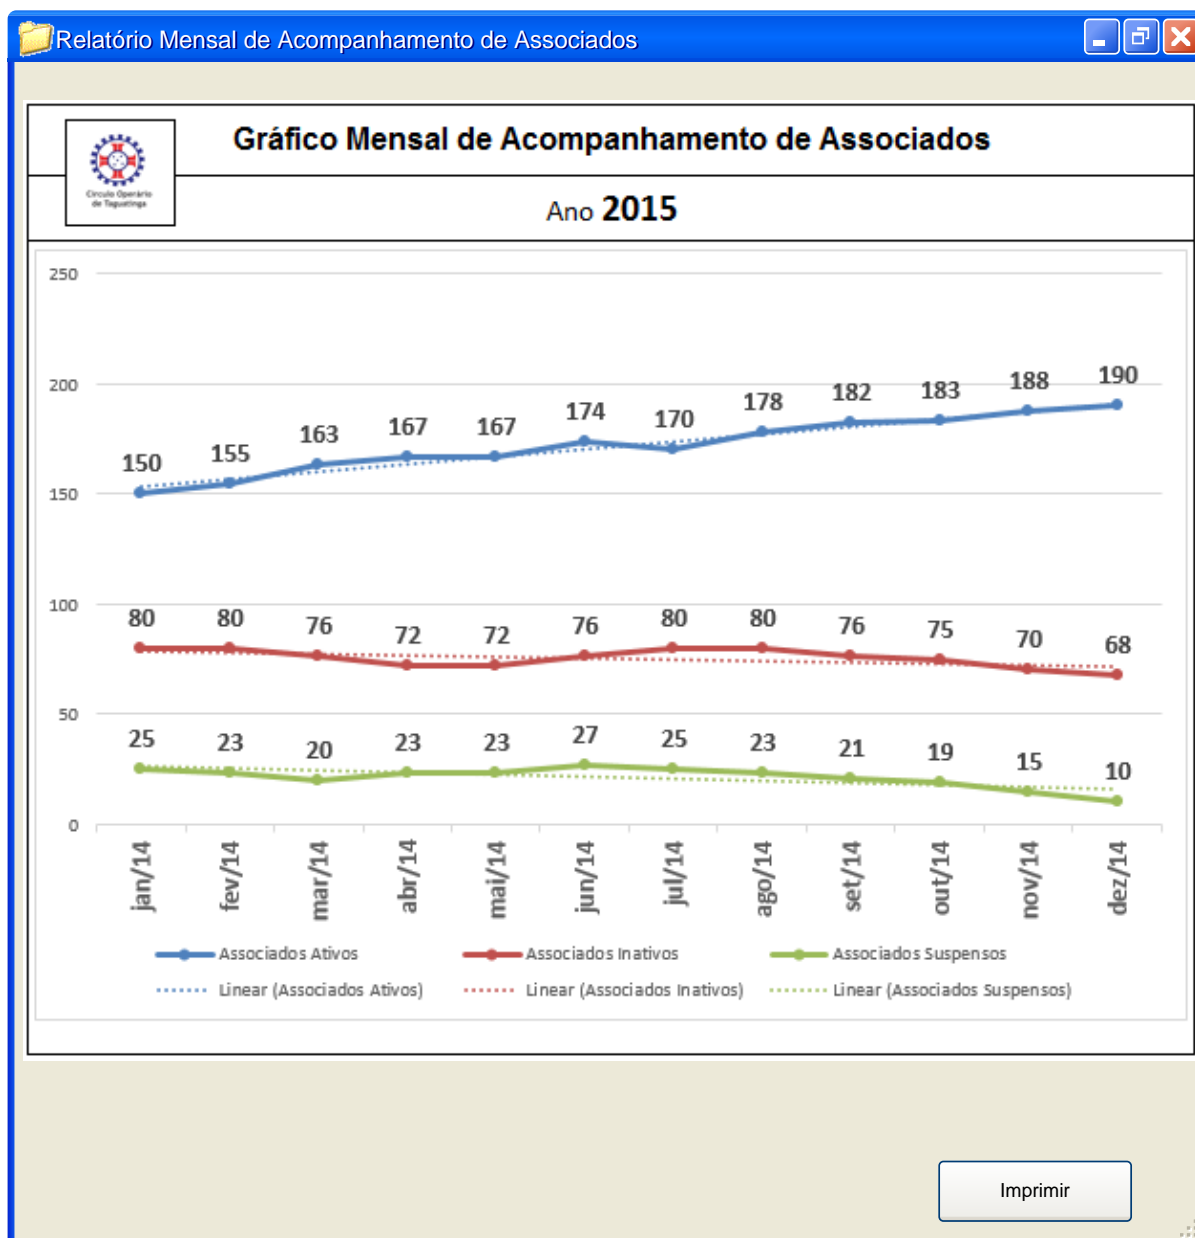 Relatório Mensal de Acompanhamento de Associados
Gráfico Mensal de Acompanhamento de Associados
Círculo Operário
de Taguatinga
Ano 2015
250
200
150
100
50
0
150 155 163 167 167 174 170 178 182 183 188 190
80 80 76 72 72 76 80 80 76 75 70 68
25 23 20 23 23 27 25 23 21 19 15 10
jan/14 fev/14 mar/14 abr/14 mai/14 jun/14 jul/14 ago/14 set/14 out/14 nov/14 dez/14
Associados Ativos Associados Inativos Associados Suspensos
Linear (Associados Ativos) Linear (Associados Inativos) Linear (Associados Suspensos)
Imprimir